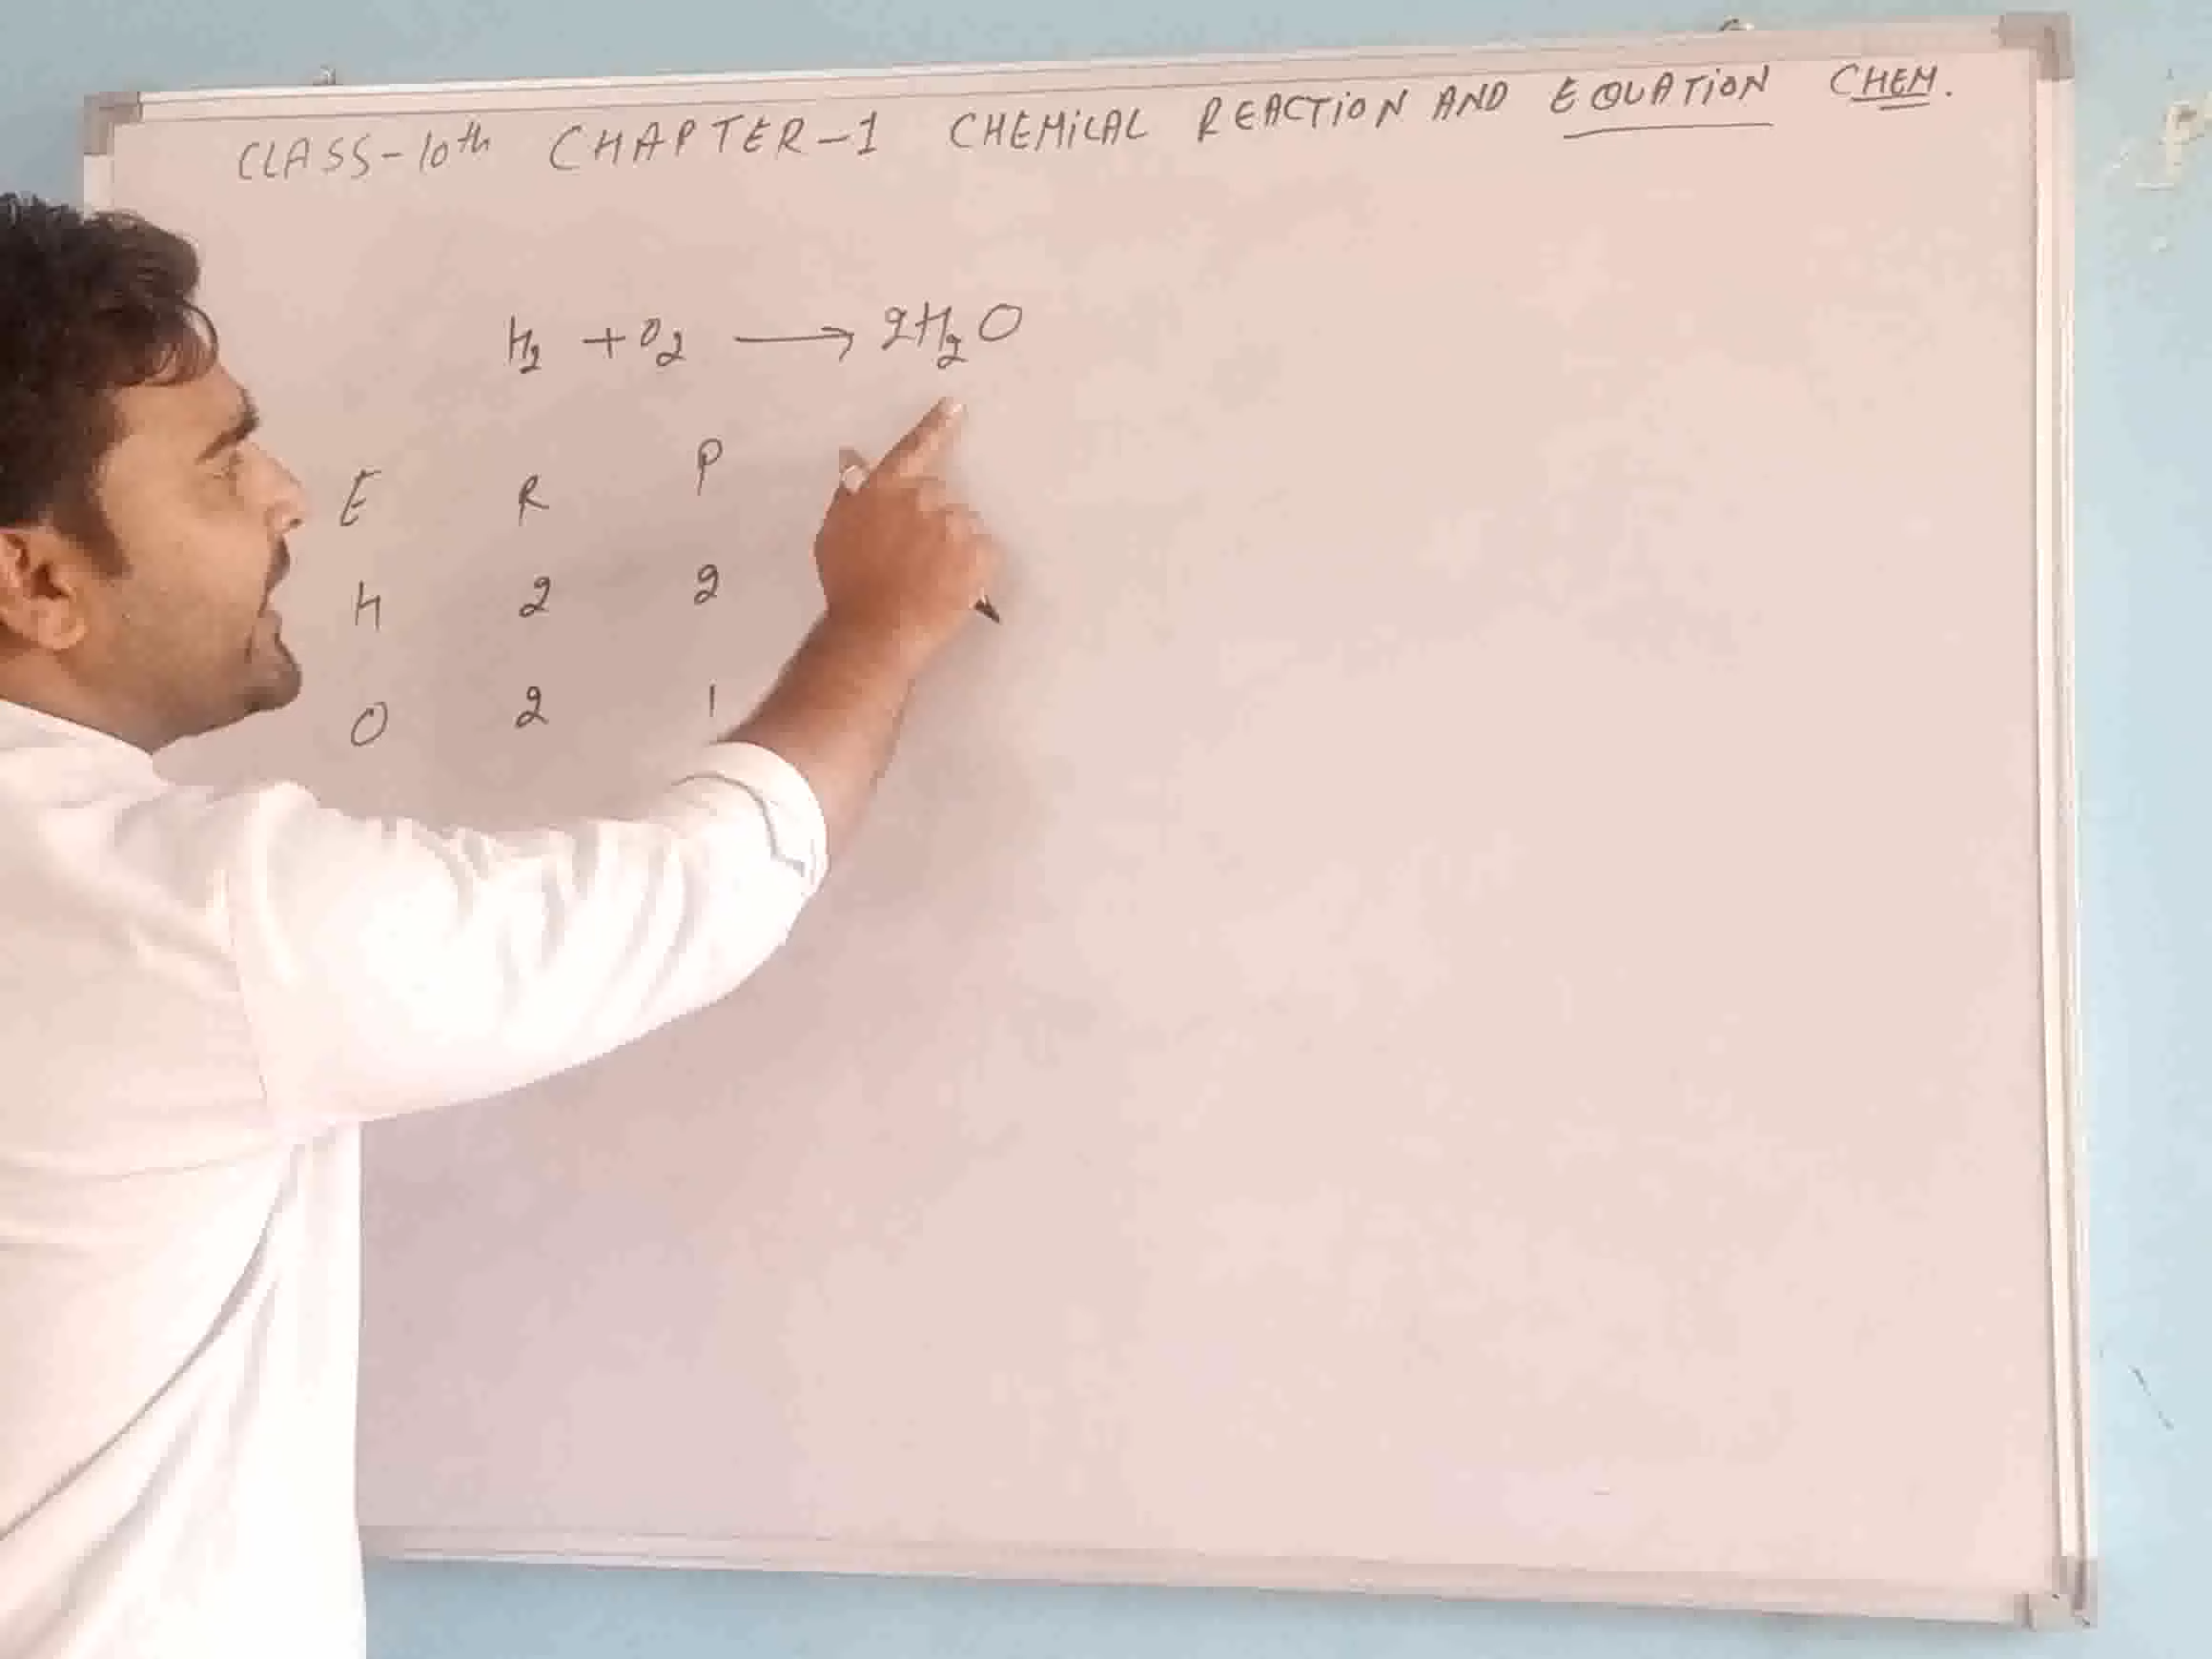 CLASS-10th CHAPTER-1 CHEMICAL REACTION AND EQUATION CHEM.
H₂ + O₂ ⟶ 2H₂O
E R P
H 2 2
O 2 1